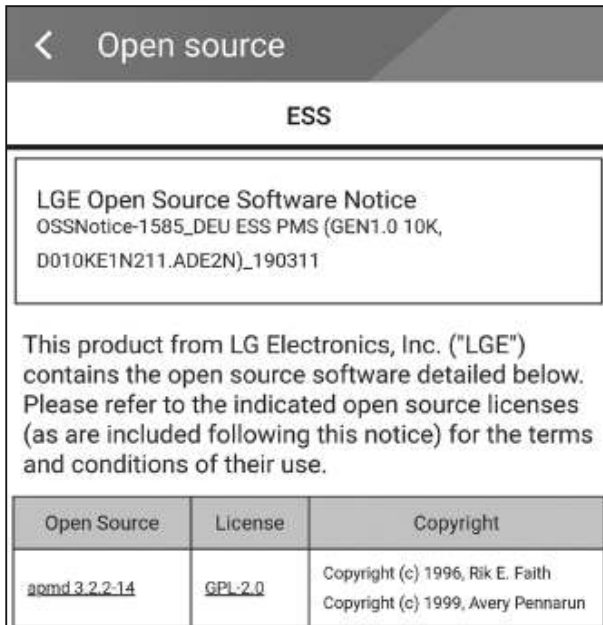 Open source
ESS
LGE Open Source Software Notice
OSSNotice-1585_DEU ESS PMS (GEN1.0 10K,
D010KE1N211.ADE2N)_190311
This product from LG Electronics, Inc. ("LGE")
contains the open source software detailed below.
Please refer to the indicated open source licenses
(as are included following this notice) for the terms
and conditions of their use.
Open Source License Copyright
apmd 3.2.2-14 GPL-2.0 Copyright (c) 1996, Rik E. Faith
Copyright (c) 1999, Avery Pennarun